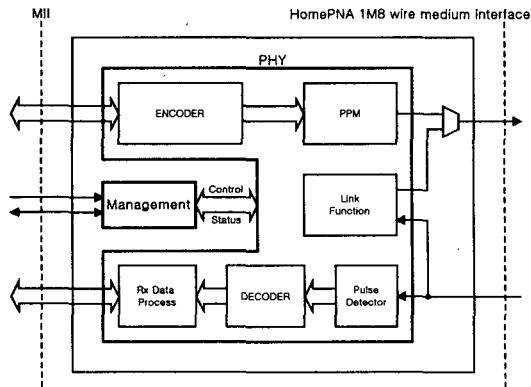 MII
HomePNA 1M8 wire medium interface
PHY
ENCODER
PPM
Management
Control
Status
Link
Function
Rx Data
Process
DECODER
Pulse
Detector